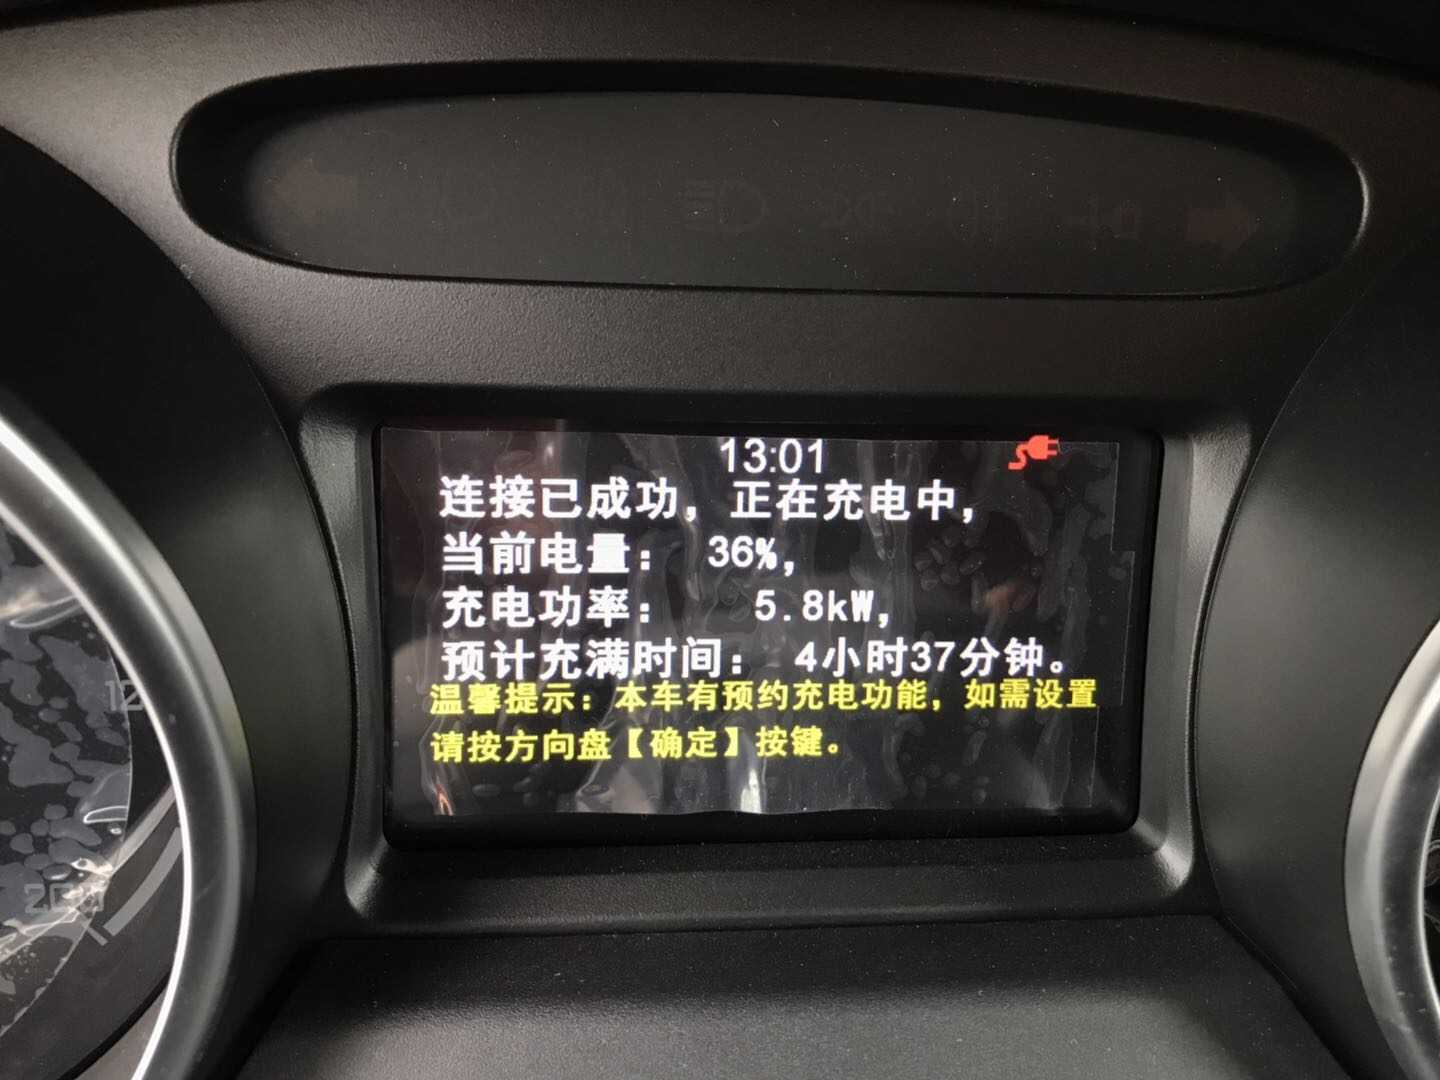 13:01
连接已成功，正在充电中，
当前电量： 36%，
充电功率： 5.8kW，
预计充满时间： 4小时37分钟。
温馨提示：本车有预约充电功能，如需设置
请按方向盘【确定】按键。